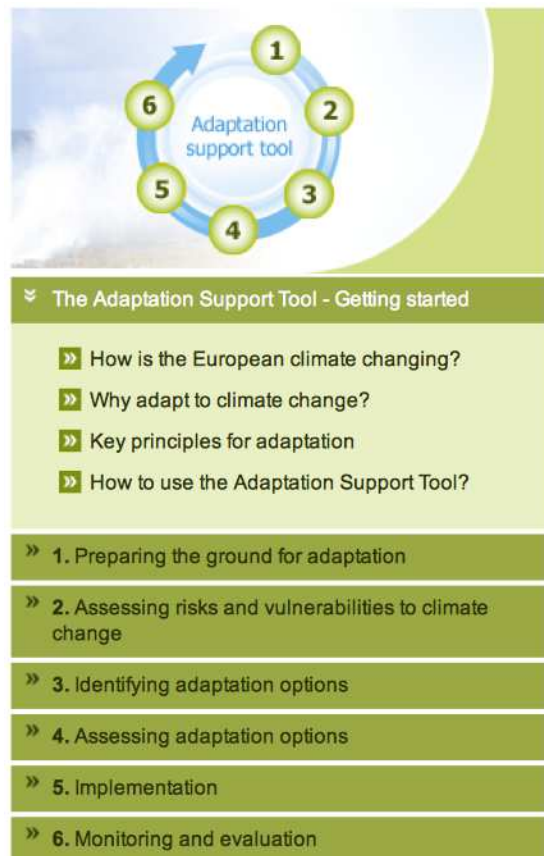 1
2
3
4
5
6
Adaptation
support tool
The Adaptation Support Tool - Getting started
How is the European climate changing?
Why adapt to climate change?
Key principles for adaptation
How to use the Adaptation Support Tool?
1. Preparing the ground for adaptation
2. Assessing risks and vulnerabilities to climate
change
3. Identifying adaptation options
4. Assessing adaptation options
5. Implementation
6. Monitoring and evaluation